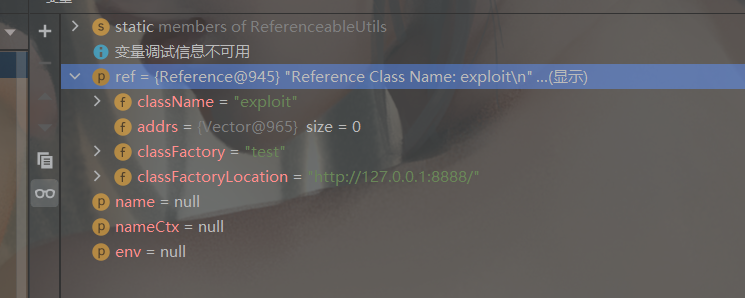 变量
static members of ReferenceableUtils
变量调试信息不可用
ref = {Reference@945} "Reference Class Name: exploit\n" ...(显示)
className = "exploit"
addrs = {Vector@965} size = 0
classFactory = "test"
classFactoryLocation = "http://127.0.0.1:8888/"
name = null
nameCtx = null
env = null